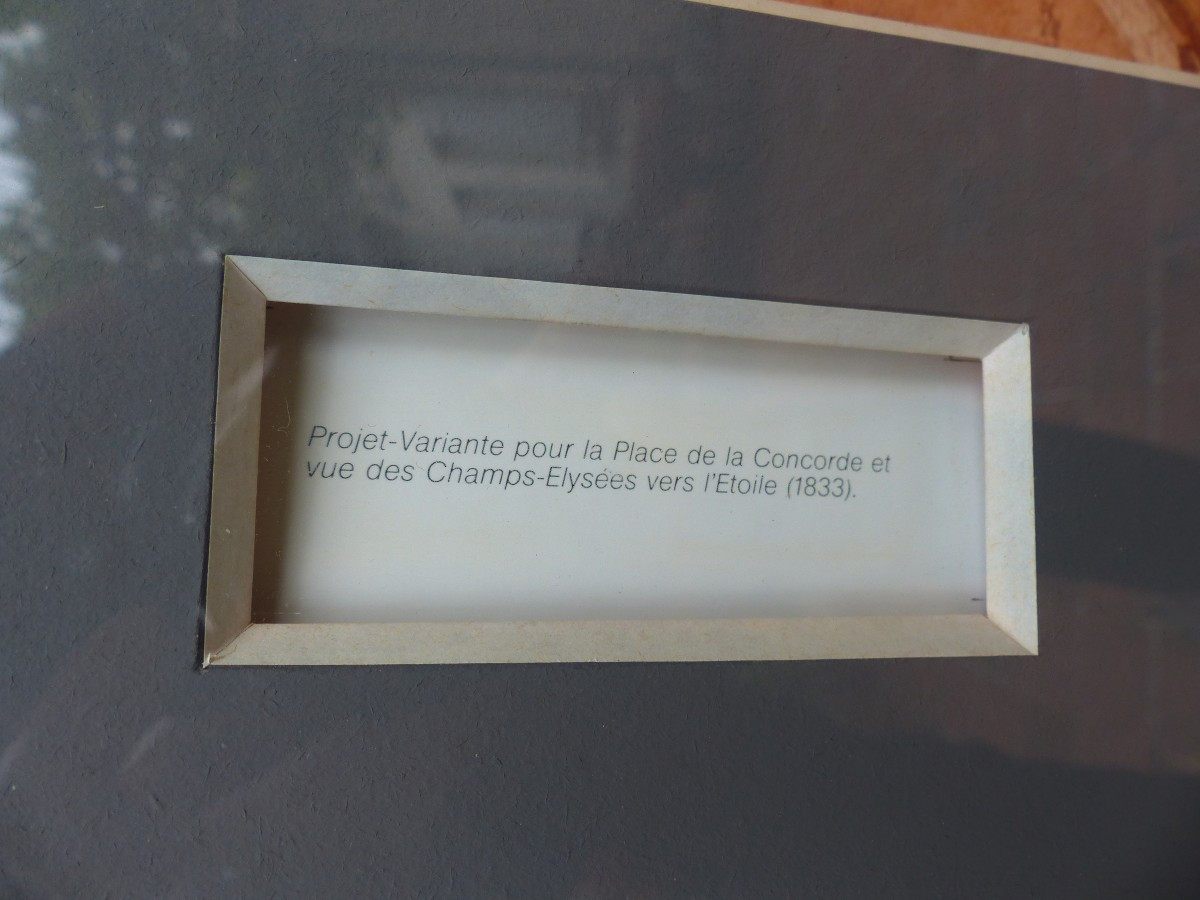 Projet-Variante pour la Place de la Concorde et
vue des Champs-Elysées vers l'Etoile (1833).